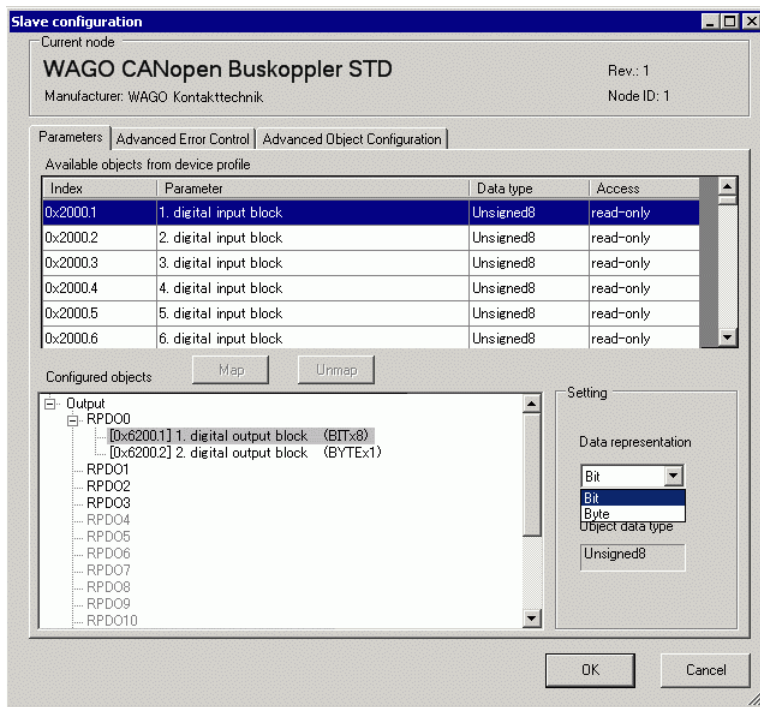 Slave configuration
Current node
WAGO CANopen Buskoppler STD
Rev.: 1
Manufacturer: WAGO Kontakttechnik
Node ID: 1
Parameters Advanced Error Control Advanced Object Configuration
Available objects from device profile
Index Parameter Data type Access
0x2000.1 1. digital input block Unsigned8 read-only
0x2000.2 2. digital input block Unsigned8 read-only
0x2000.3 3. digital input block Unsigned8 read-only
0x2000.4 4. digital input block Unsigned8 read-only
0x2000.5 5. digital input block Unsigned8 read-only
0x2000.6 6. digital input block Unsigned8 read-only
Configured objects Map Unmap
Output
RPDO0
[0x6200.1] 1. digital output block (BITx8)
[0x6200.2] 2. digital output block (BYTEx1)
RPDO1
RPDO2
RPDO3
RPDO4
RPDO5
RPDO6
RPDO7
RPDO8
RPDO9
RPDO10
Setting
Data representation
Bit
Bit
Byte
Object data type
Unsigned8
OK Cancel